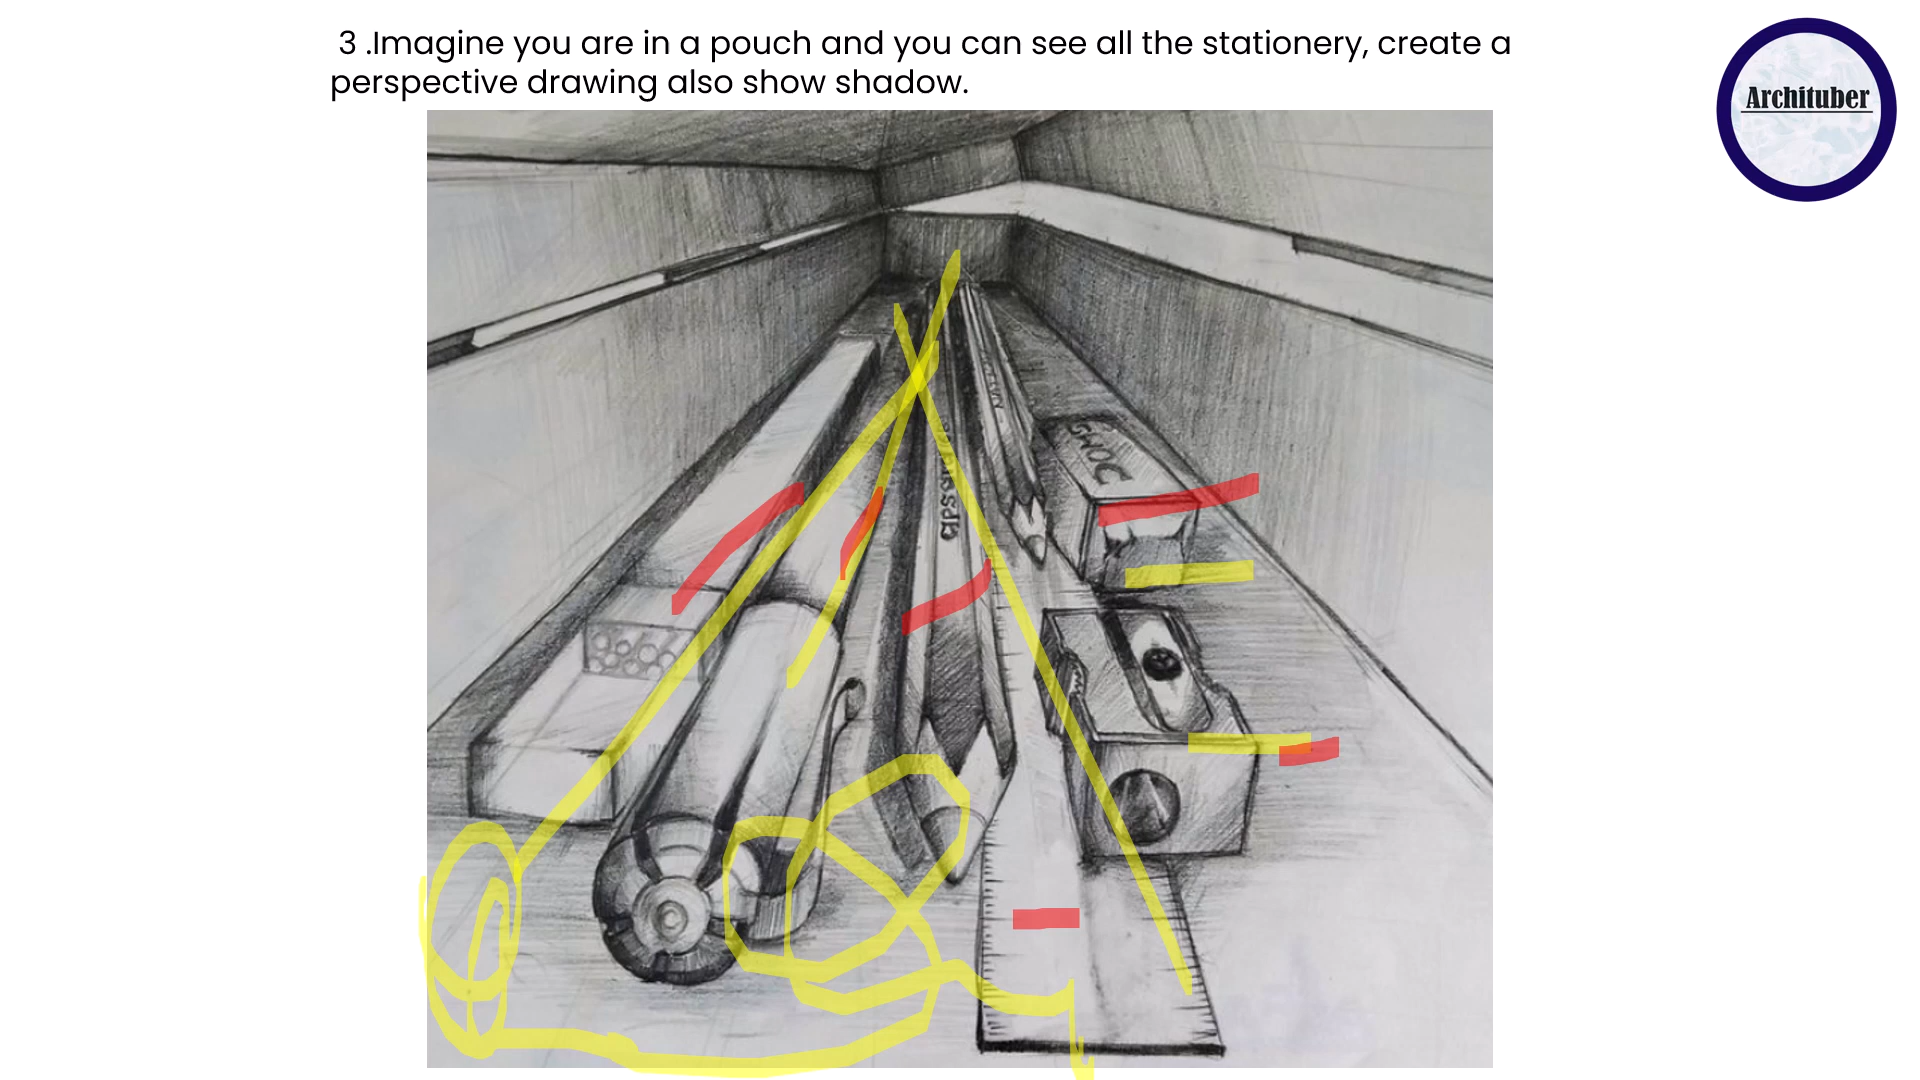 3 .Imagine you are in a pouch and you can see all the stationery, create a
perspective drawing also show shadow.
Archituber